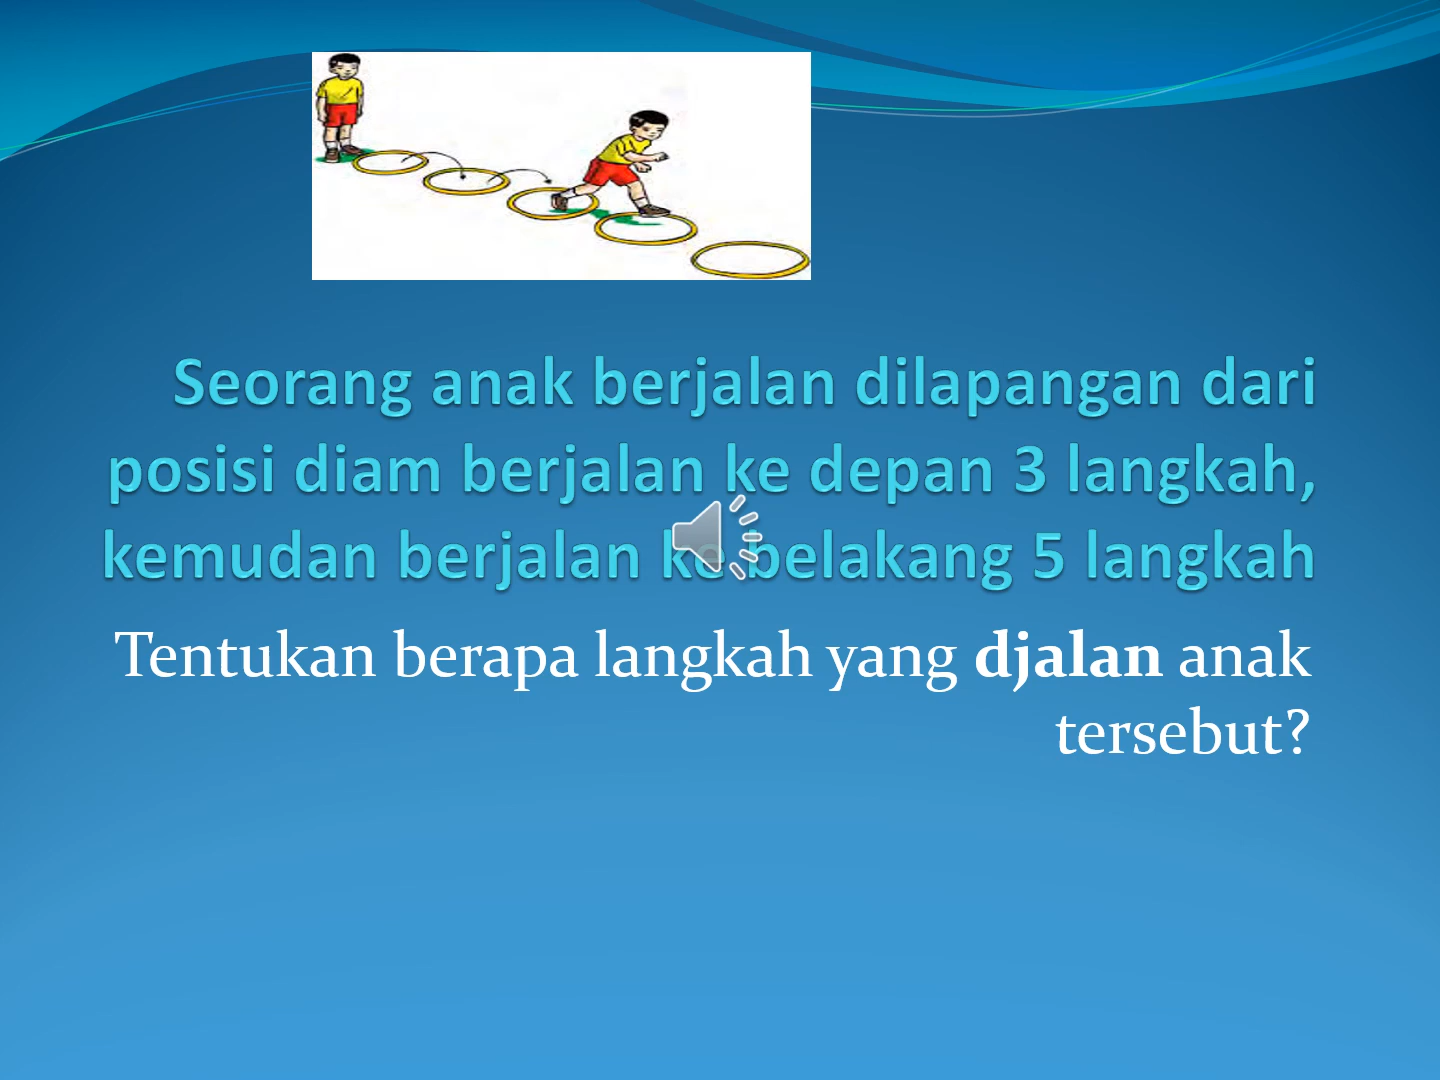 Seorang anak berjalan dilapangan dari
posisi diam berjalan ke depan 3 langkah,
kemudan berjalan ke belakang 5 langkah
Tentukan berapa langkah yang djalan anak
tersebut?